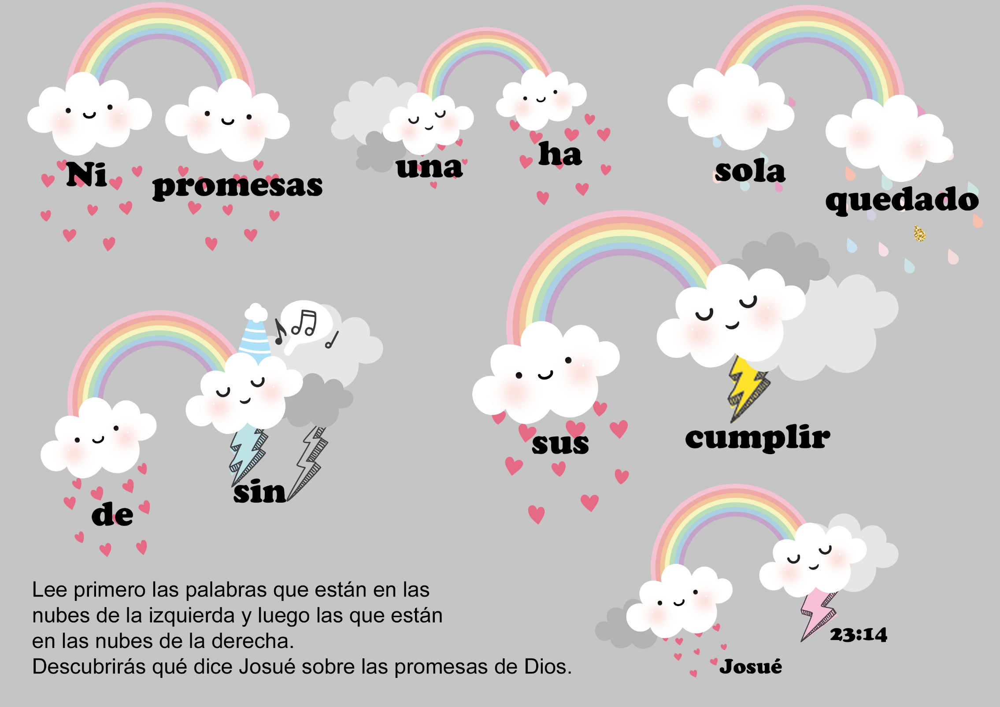 Ni
promesas
una
ha
sola
quedado
de
sin
sus
cumplir
Josué
23:14
Lee primero las palabras que están en las
nubes de la izquierda y luego las que están
en las nubes de la derecha.
Descubrirás qué dice Josué sobre las promesas de Dios.